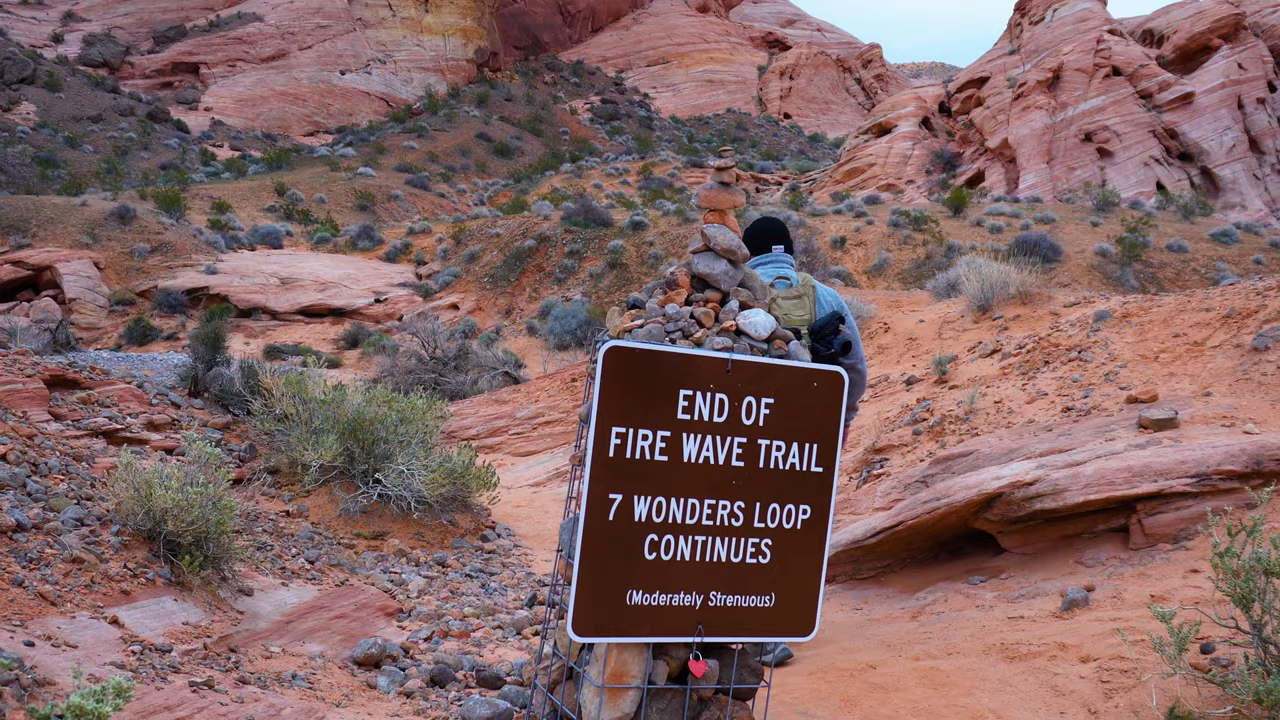 END OF
FIRE WAVE TRAIL
7 WONDERS LOOP
CONTINUES
(Moderately Strenuous)